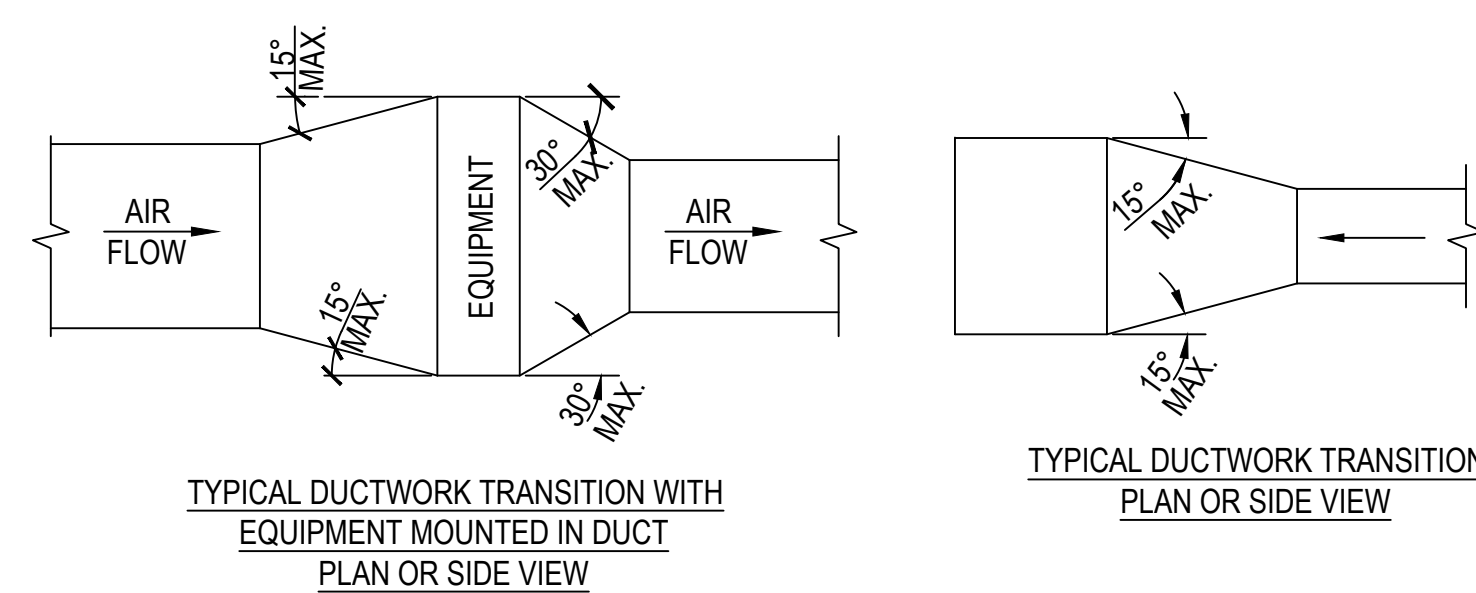 15°
MAX.
30°
MAX.
AIR
FLOW
EQUIPMENT
AIR
FLOW
15°
MAX.
30°
MAX.
TYPICAL DUCTWORK TRANSITION WITH
EQUIPMENT MOUNTED IN DUCT
PLAN OR SIDE VIEW
15°
MAX.
15°
MAX.
TYPICAL DUCTWORK TRANSITION
PLAN OR SIDE VIEW